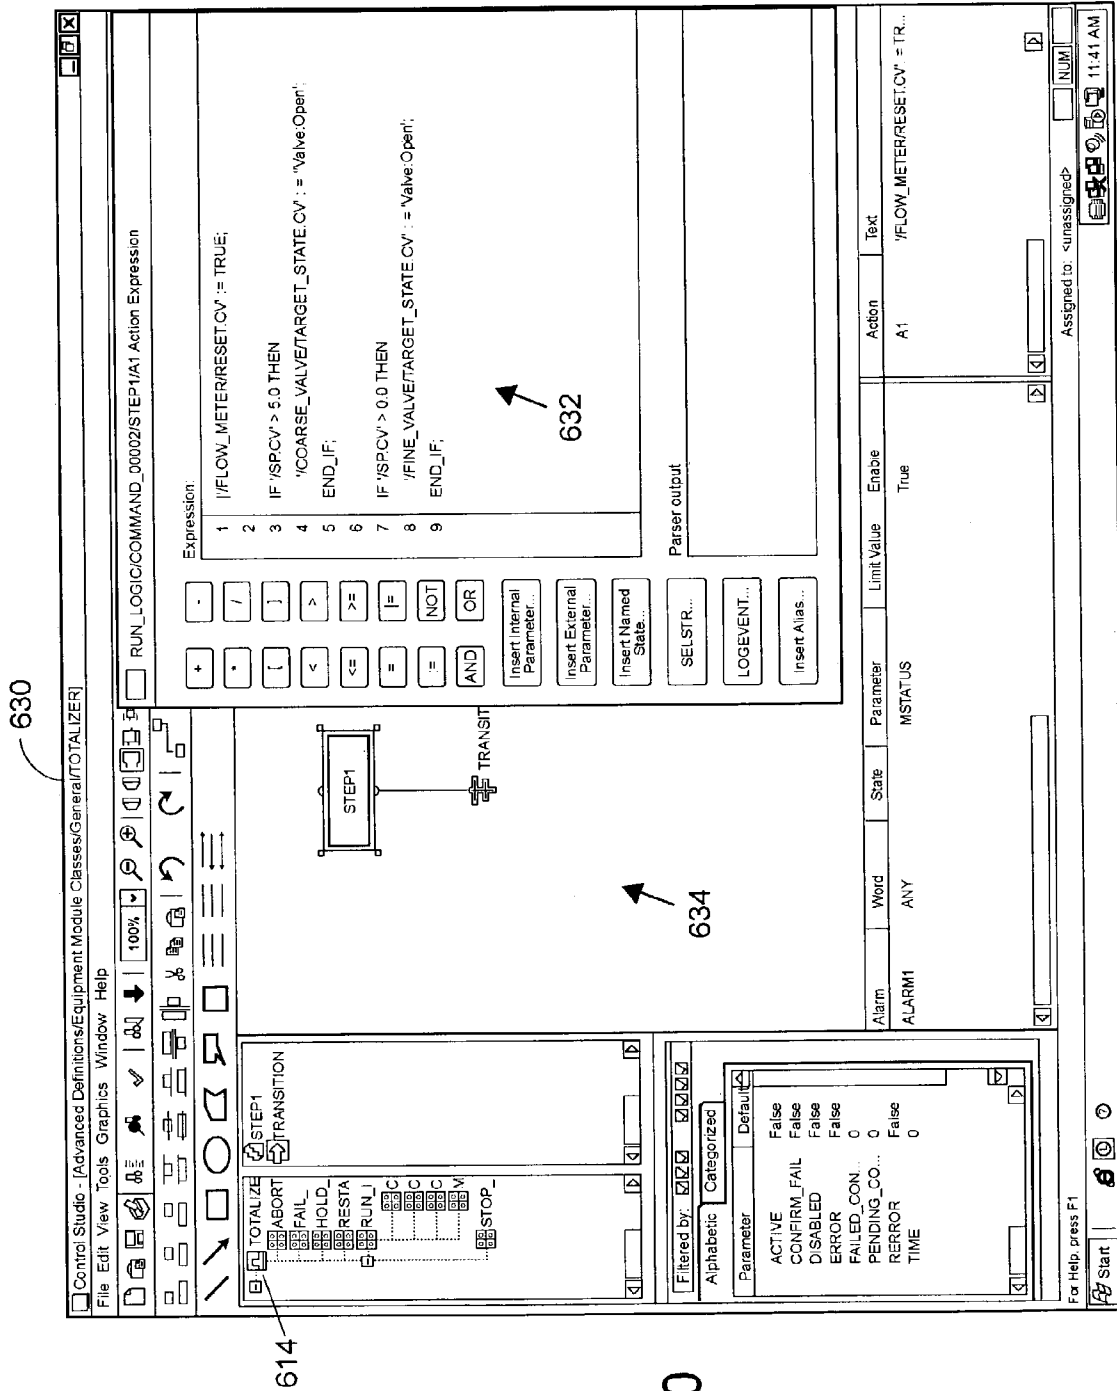 630
Control Studio - [Advanced Definitions/Equipment Module Classes/General/TOTALIZER]
File Edit View Tools Graphics Window Help
100%
614
TOTALIZE
ABORT
FAIL_
HOLD_
RESTA
RUN_I
C
C
C
M
STOP_
STEP1
TRANSITION
STEP1
TRANSIT
634
RUN_LOGIC/COMMAND_00002/STEP1/A1 Action Expression
+ -
* /
( )
< >
<= >=
= !=
:= NOT
AND OR
Insert Internal Parameter...
Insert External Parameter...
Insert Named State...
SELSTR...
LOGEVENT...
Insert Alias...
Expression:
1 '/FLOW_METER/RESET.CV' := TRUE;
2
3 IF '/SP.CV' > 5.0 THEN
4 '/COARSE_VALVE/TARGET_STATE.CV' : = "Valve:Open";
5 END_IF;
6
7 IF '/SP.CV' > 0.0 THEN
8 '/FINE_VALVE/TARGET_STATE.CV' : = "Valve:Open";
9 END_IF;
632
Parser output
Filtered by:
Alphabetic Categorized
Parameter Default
ACTIVE False
CONFIRM_FAIL False
DISABLED False
ERROR False
FAILED_CON... 0
PENDING_CO... 0
RERROR False
TIME 0
Alarm Word State Parameter Limit Value Enable
ALARM1 ANY MSTATUS True
Action Text
A1 '/FLOW_METER/RESET.CV'. = TR...
For Help, press F1
Assigned to: <unassigned>
NUM
Start
11:41 AM
0